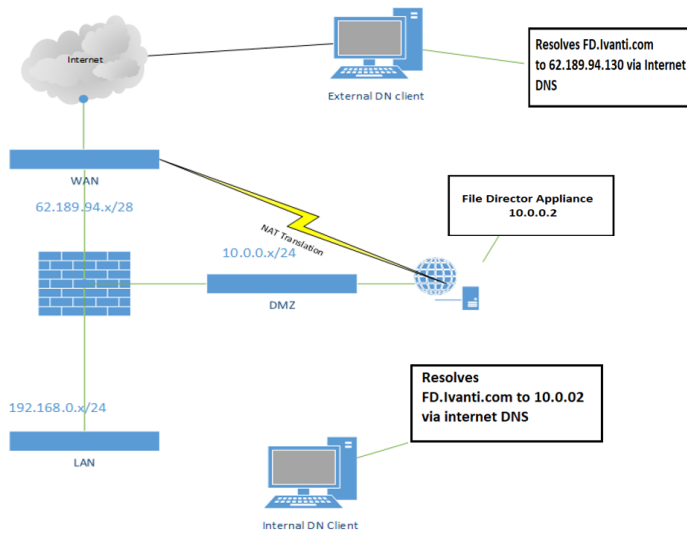 Internet
External DN client
Resolves FD.Ivanti.com
to 62.189.94.130 via Internet
DNS
WAN
62.189.94.x/28
NAT Translation
File Director Appliance
10.0.0.2
10.0.0.x/24
DMZ
192.168.0.x/24
LAN
Resolves
FD.Ivanti.com to 10.0.02
via internet DNS
Internal DN Client